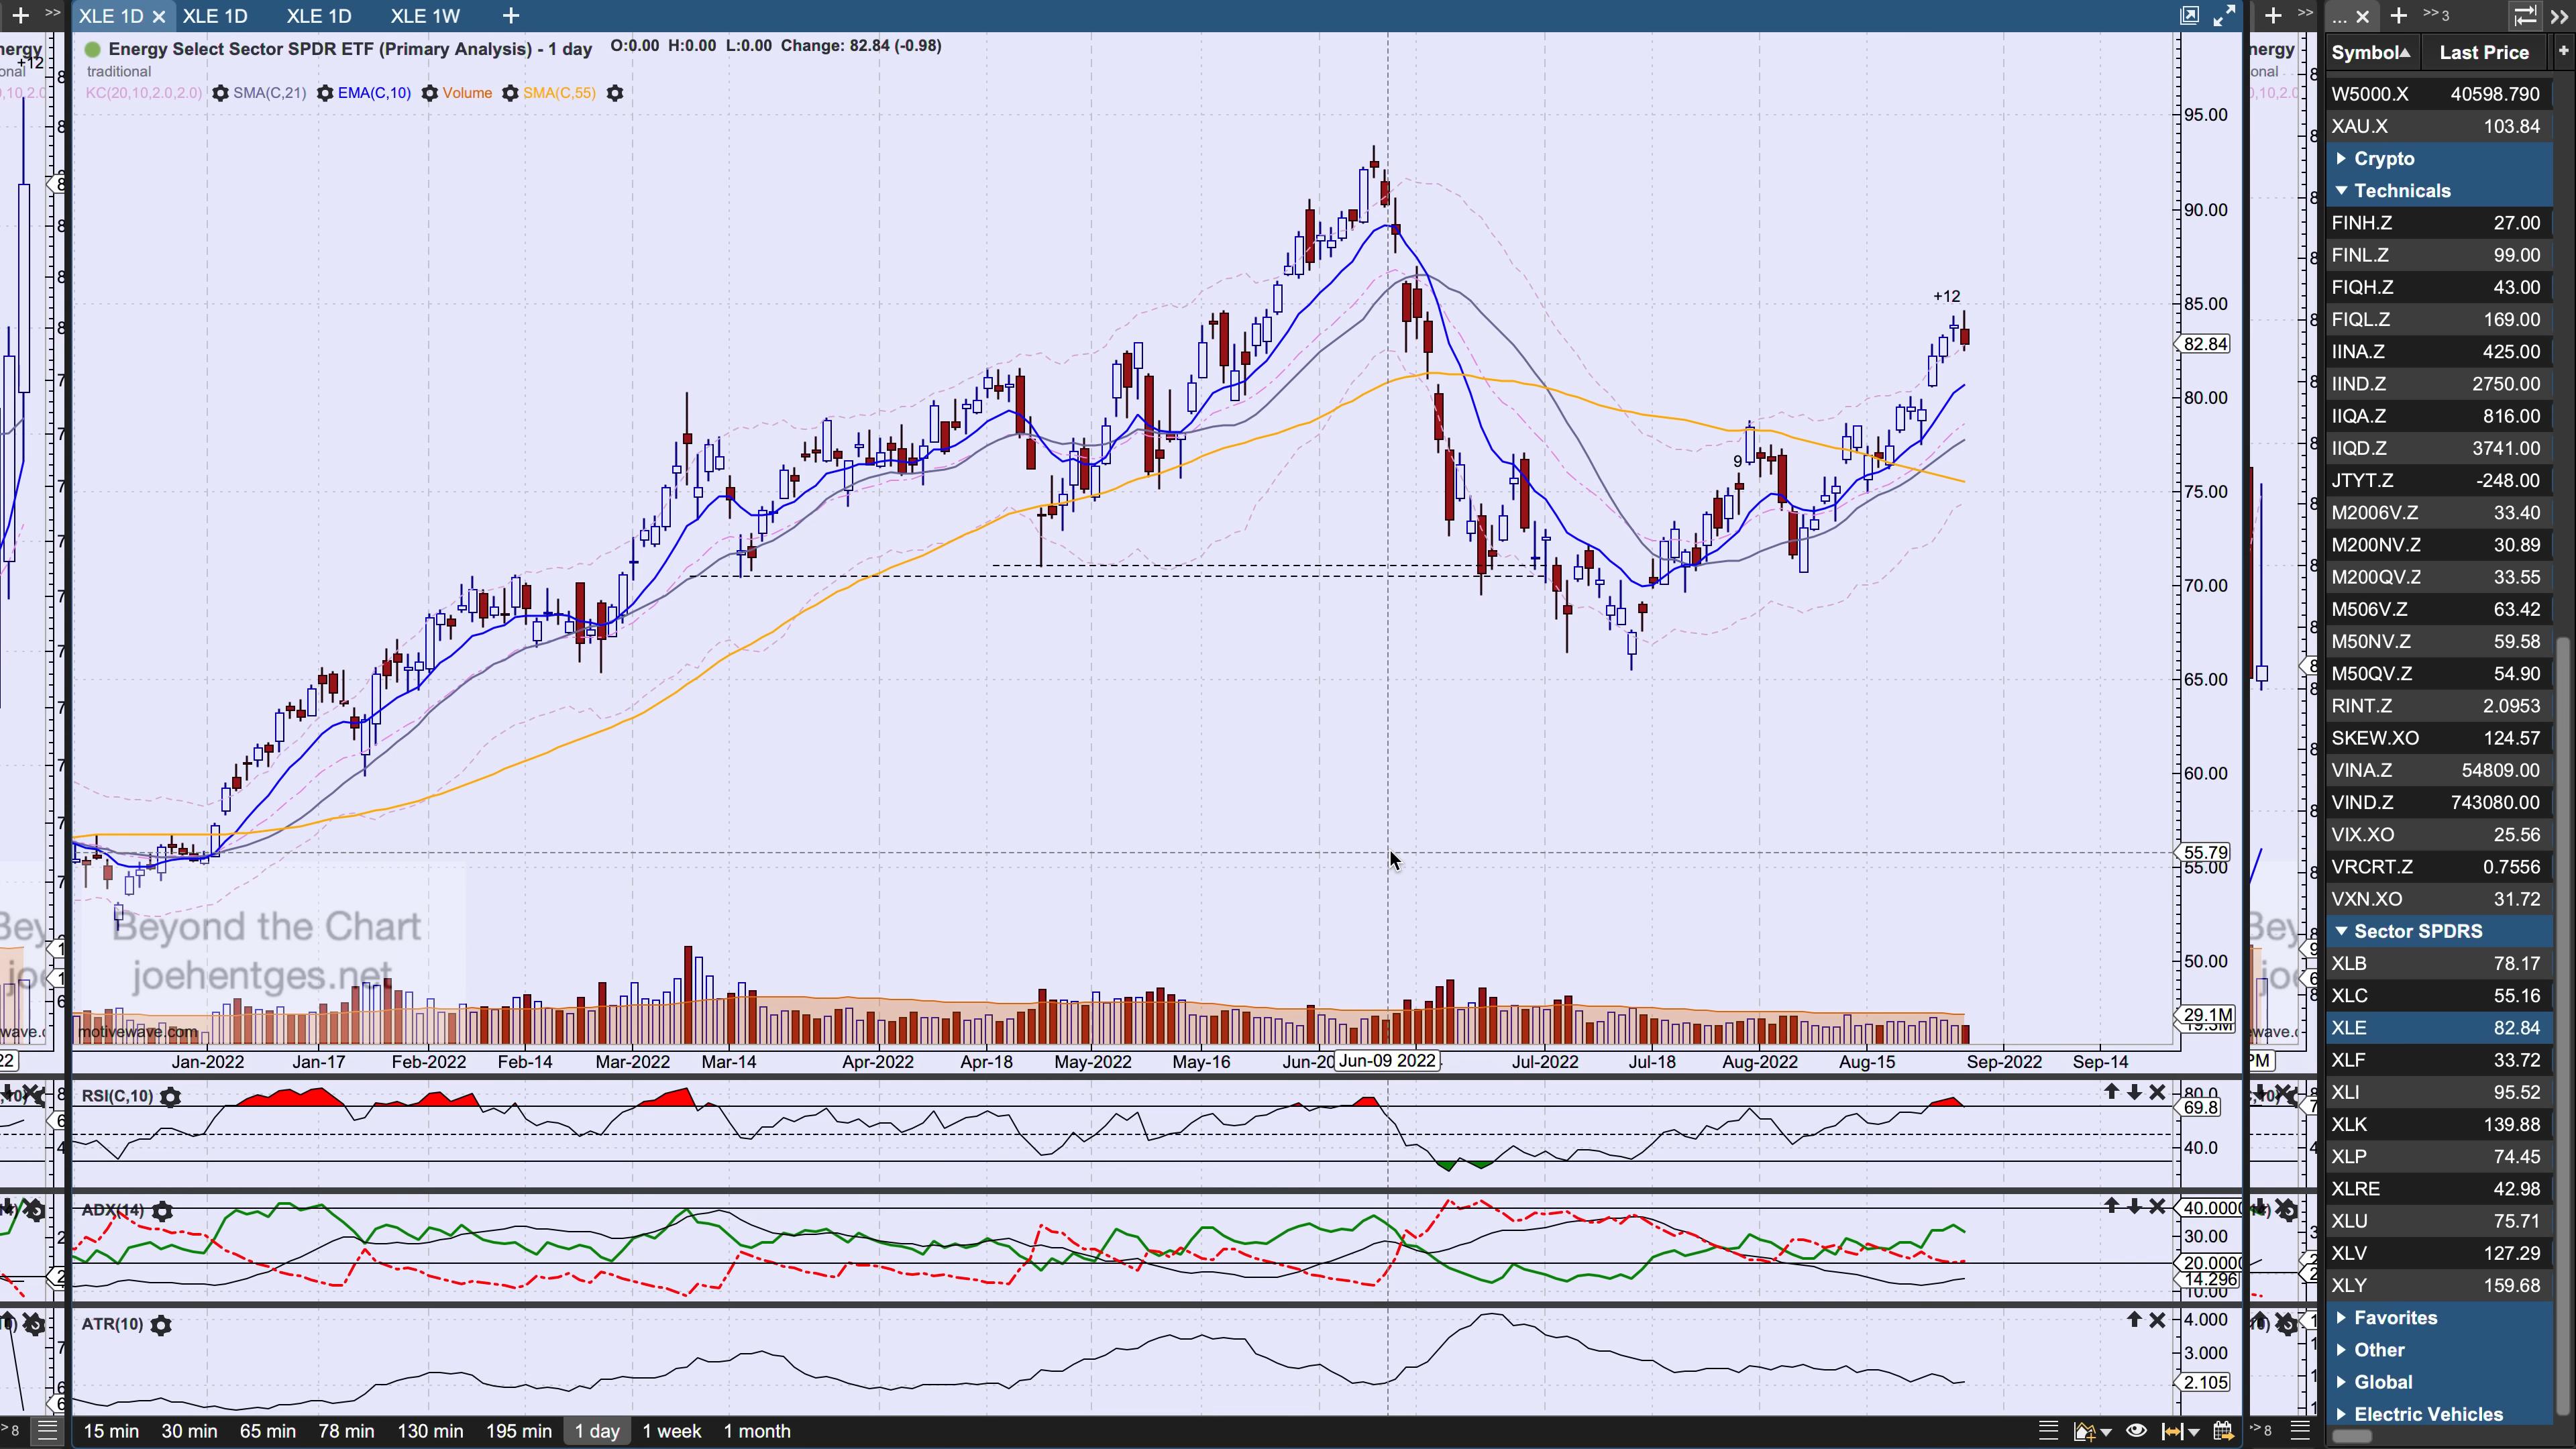 XLE 1D
XLE 1D
XLE 1D
XLE 1W
Energy Select Sector SPDR ETF (Primary Analysis) - 1 day O:0.00 H:0.00 L:0.00 Change: 82.84 (-0.98)
traditional
KC(20,10,2.0,2.0) SMA(C,21) EMA(C,10) Volume SMA(C,55)
95.00
90.00
85.00
82.84
80.00
75.00
70.00
65.00
60.00
55.79
55.00
50.00
29.1M
+12
9
Beyond the Chart
joehentges.net
motivewave.com
Jan-2022 Jan-17 Feb-2022 Feb-14 Mar-2022 Mar-14 Apr-2022 Apr-18 May-2022 May-16 Jun-09 2022 Jul-2022 Jul-18 Aug-2022 Aug-15 Sep-2022 Sep-14
RSI(C,10)
80.0
69.8
40.0
ADX(14)
40.0000
30.00
20.0000
14.296
10.00
ATR(10)
4.000
3.000
2.105
15 min 30 min 65 min 78 min 130 min 195 min 1 day 1 week 1 month
Symbol Last Price
W5000.X 40598.790
XAU.X 103.84
Crypto
Technicals
FINH.Z 27.00
FINL.Z 99.00
FIQH.Z 43.00
FIQL.Z 169.00
IINA.Z 425.00
IIND.Z 2750.00
IIQA.Z 816.00
IIQD.Z 3741.00
JTYT.Z -248.00
M2006V.Z 33.40
M200NV.Z 30.89
M200QV.Z 33.55
M506V.Z 63.42
M50NV.Z 59.58
M50QV.Z 54.90
RINT.Z 2.0953
SKEW.XO 124.57
VINA.Z 54809.00
VIND.Z 743080.00
VIX.XO 25.56
VRCRT.Z 0.7556
VXN.XO 31.72
Sector SPDRS
XLB 78.17
XLC 55.16
XLE 82.84
XLF 33.72
XLI 95.52
XLK 139.88
XLP 74.45
XLRE 42.98
XLU 75.71
XLV 127.29
XLY 159.68
Favorites
Other
Global
Electric Vehicles